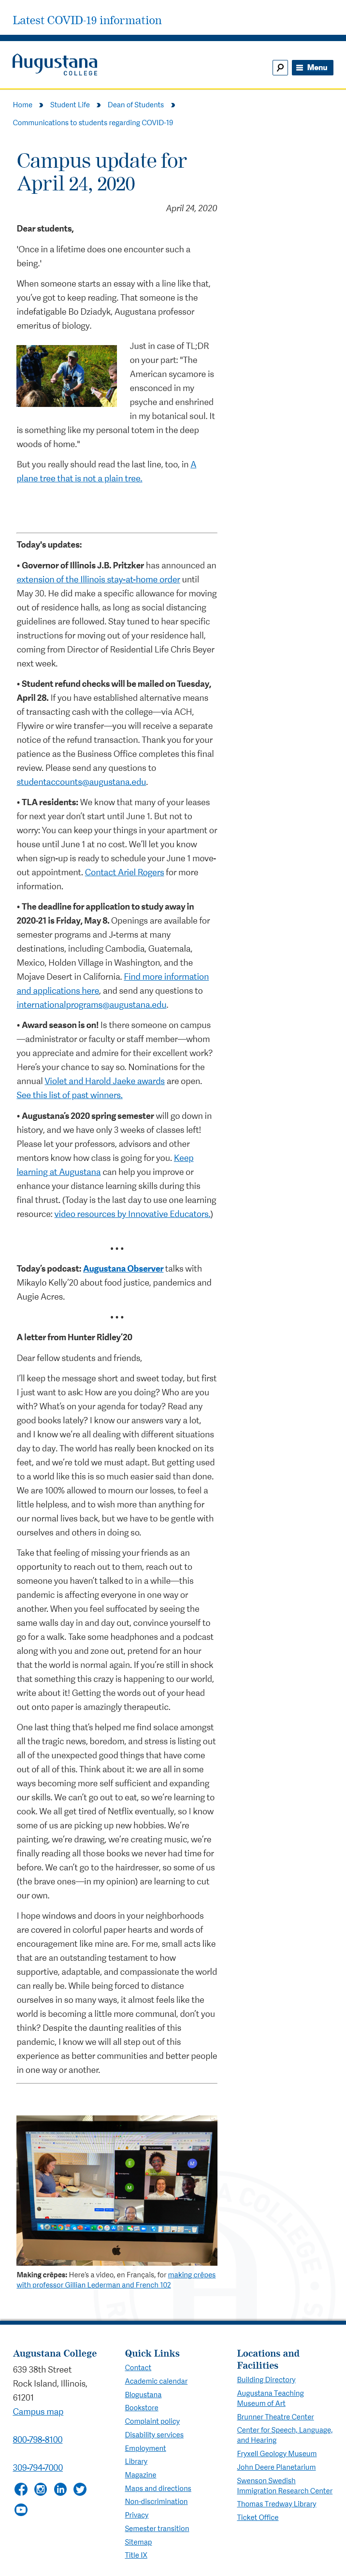 Latest COVID-19 information
Augustana
COLLEGE
Menu
Home
Student Life
Dean of Students
Communications to students regarding COVID-19
Campus update for
April 24, 2020
April 24, 2020
Dear students,
'Once in a lifetime does one encounter such a
being.'
When someone starts an essay with a line like that,
you've got to keep reading. That someone is the
indefatigable Bo Dziadyk, Augustana professor
emeritus of biology.
Just in case of TL;DR
on your part: "The
American sycamore is
ensconced in my
psyche and enshrined
in my botanical soul. It
is something like my personal totem in the deep
woods of home."
But you really should read the last line, too, in A
plane tree that is not a plain tree.
Today's updates:
• Governor of Illinois J.B. Pritzker has announced an
extension of the Illinois stay-at-home order until
May 30. He did make a specific allowance for moving
out of residence halls, as long as social distancing
guidelines are followed. Stay tuned to hear specific
instructions for moving out of your residence hall,
coming from Director of Residential Life Chris Beyer
next week.
• Student refund checks will be mailed on Tuesday,
April 28. If you have established alternative means
of transacting cash with the college—via ACH,
Flywire or wire transfer—you will receive a separate
notice of the refund transaction. Thank you for your
patience as the Business Office completes this final
review. Please send any questions to
studentaccounts@augustana.edu.
• TLA residents: We know that many of your leases
for next year don't start until June 1. But not to
worry: You can keep your things in your apartment or
house until June 1 at no cost. We'll let you know
when sign-up is ready to schedule your June 1 move-
out appointment. Contact Ariel Rogers for more
information.
• The deadline for application to study away in
2020-21 is Friday, May 8. Openings are available for
semester programs and J-terms to many
destinations, including Cambodia, Guatemala,
Mexico, Holden Village in Washington, and the
Mojave Desert in California. Find more information
and applications here, and send any questions to
internationalprograms@augustana.edu.
• Award season is on! Is there someone on campus
—administrator or faculty or staff member—whom
you appreciate and admire for their excellent work?
Here's your chance to say so. Nominations for the
annual Violet and Harold Jaeke awards are open.
See this list of past winners.
• Augustana's 2020 spring semester will go down in
history, and we have only 3 weeks of classes left!
Please let your professors, advisors and other
mentors know how class is going for you. Keep
learning at Augustana can help you improve or
enhance your distance learning skills during this
final thrust. (Today is the last day to use one learning
resource: video resources by Innovative Educators.)
• • •
Today's podcast: Augustana Observer talks with
Mikaylo Kelly'20 about food justice, pandemics and
Augie Acres.
• • •
A letter from Hunter Ridley'20
Dear fellow students and friends,
I'll keep the message short and sweet today, but first
I just want to ask: How are you doing? What are you
with? What's on your agenda for today? Read any
good books lately? I know our answers vary a lot,
and I know we're all dealing with different situations
day to day. The world has really been knocked on its
feet, and we're told we must adapt. But getting used
to a world like this is so much easier said than done.
We are 100% allowed to mourn our losses, to feel a
little helpless, and to wish more than anything for
our normal lives back, but we have to be gentle with
ourselves and others in doing so.
Take that feeling of missing your friends as an
opportunity to reach out to them, reach out to
someone you haven't talked to in a while—this
pandemic is affecting everyone in one way or
another. When you feel suffocated by seeing the
same walls day in and day out, convince yourself to
go for a walk. Take some headphones and a podcast
along with you and zone out, pretend for an hour
that the world is normal again. If you're still in shock
that something this crazy is happening to our world,
write about it! Getting the words out of your head
out onto paper is amazingly therapeutic.
One last thing that's helped me find solace amongst
all the tragic news, boredom, and stress is listing out
all of the unexpected good things that have come
out of all of this. Think about it: we are all in some
ways becoming more self sufficient and expanding
our skills. We can't go out to eat, so we're learning to
cook. We all get tired of Netflix eventually, so I know
some of us are picking up new hobbies. We're
painting, we're drawing, we're creating music, we're
finally reading all those books we never had time for
before. We can't go to the hairdresser, so some of us
(the brave ones—in my opinion) are learning to cut
our own.
I hope windows and doors in your neighborhoods
are covered in colorful paper hearts and words of
encouragement like mine are. For me, small acts like
that are an outstanding testament to how
supportive, adaptable, and compassionate the world
can really be. While being forced to distance
ourselves in so many ways, it almost feels like the
world is becoming a little more communal, don't you
think? Despite the daunting realities of this
pandemic, I know we will all step out of this
experience as better communities and better people
in one way or another.
Making crêpes: Here's a video, en Français, for making crêpes
with professor Gillian Lederman and French 102
Augustana College
639 38th Street
Rock Island, Illinois,
61201
Campus map
800-798-8100
309-794-7000
Quick Links
Contact
Academic calendar
Blogustana
Bookstore
Complaint policy
Disability services
Employment
Library
Magazine
Maps and directions
Non-discrimination
Privacy
Semester transition
Sitemap
Title IX
Locations and
Facilities
Building Directory
Augustana Teaching
Museum of Art
Brunner Theatre Center
Center for Speech, Language,
and Hearing
Fryxell Geology Museum
John Deere Planetarium
Swenson Swedish
Immigration Research Center
Thomas Tredway Library
Ticket Office